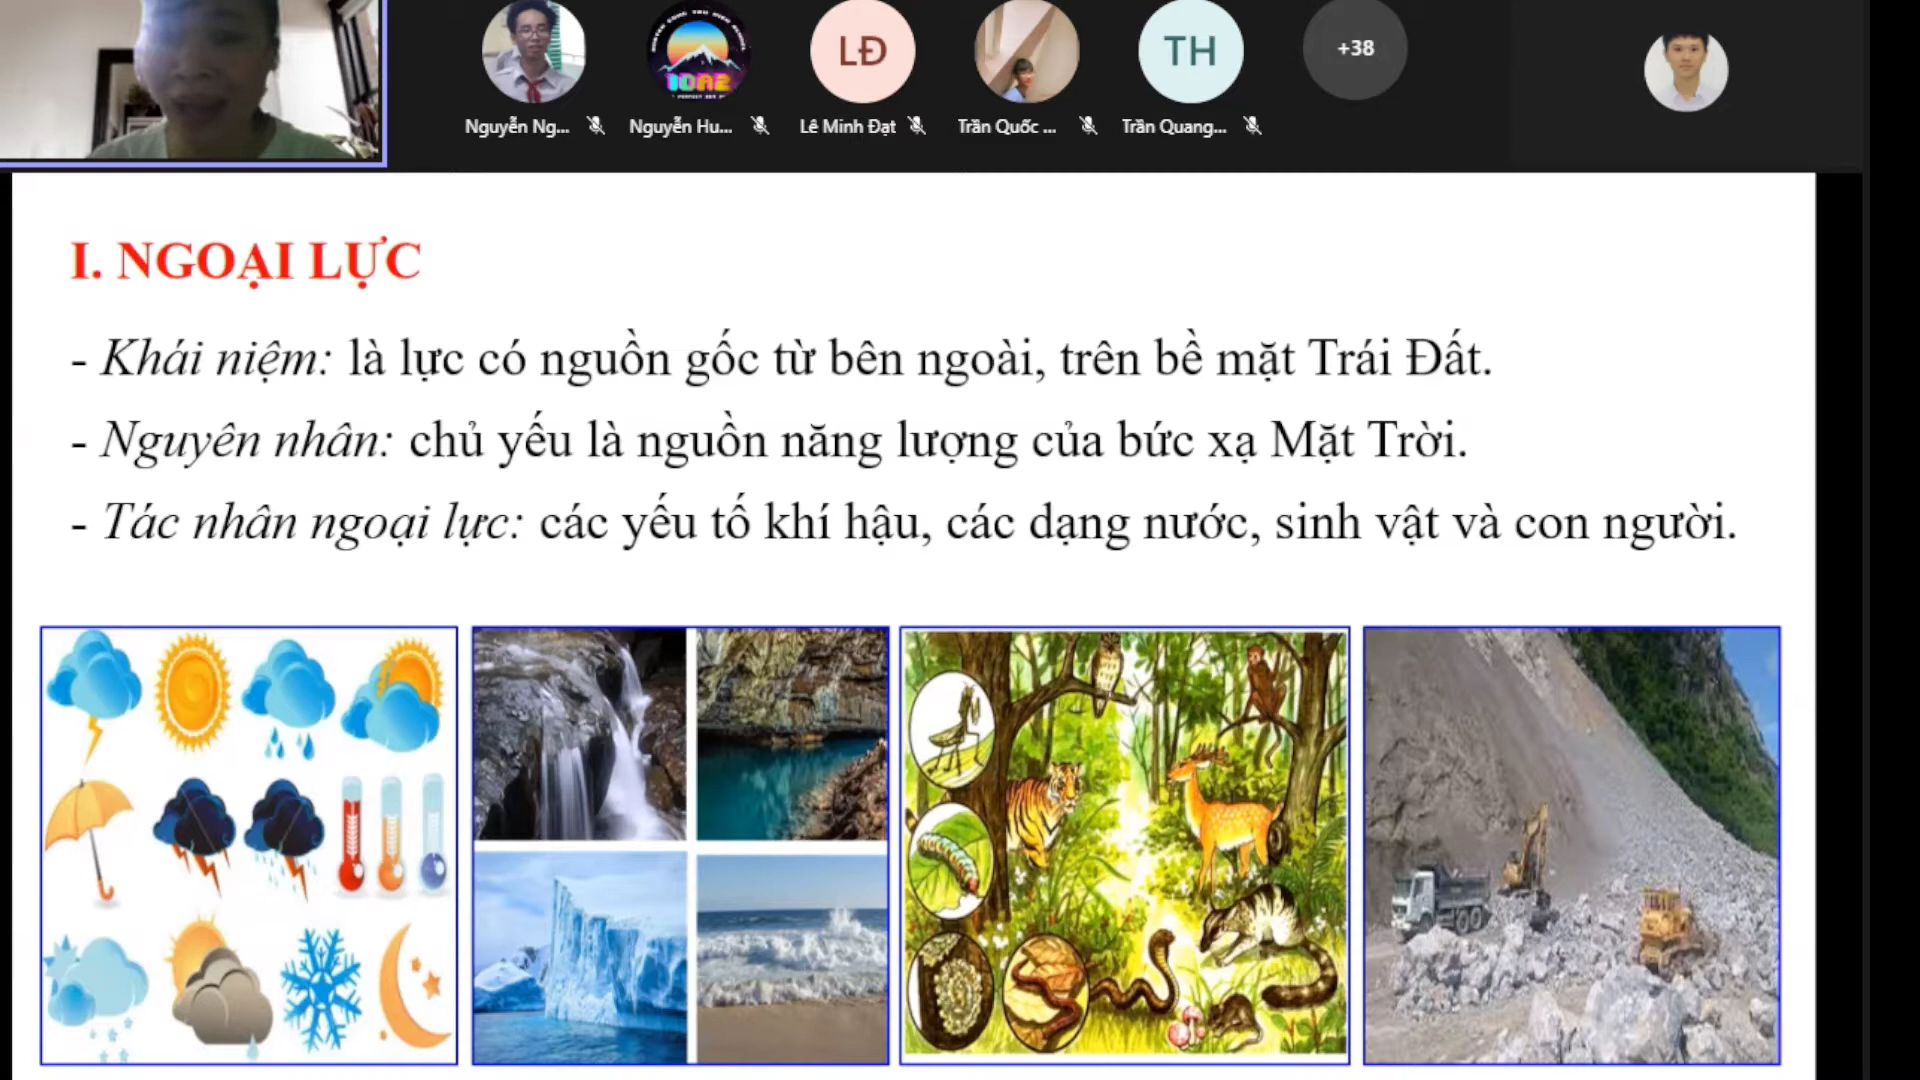 LĐ
TH
+38
10A2
Nguyễn Ng...
Nguyễn Hu...
Lê Minh Đạt
Trần Quốc ...
Trần Quang...
I. NGOẠI LỰC
- Khái niệm: là lực có nguồn gốc từ bên ngoài, trên bề mặt Trái Đất.
- Nguyên nhân: chủ yếu là nguồn năng lượng của bức xạ Mặt Trời.
- Tác nhân ngoại lực: các yếu tố khí hậu, các dạng nước, sinh vật và con người.